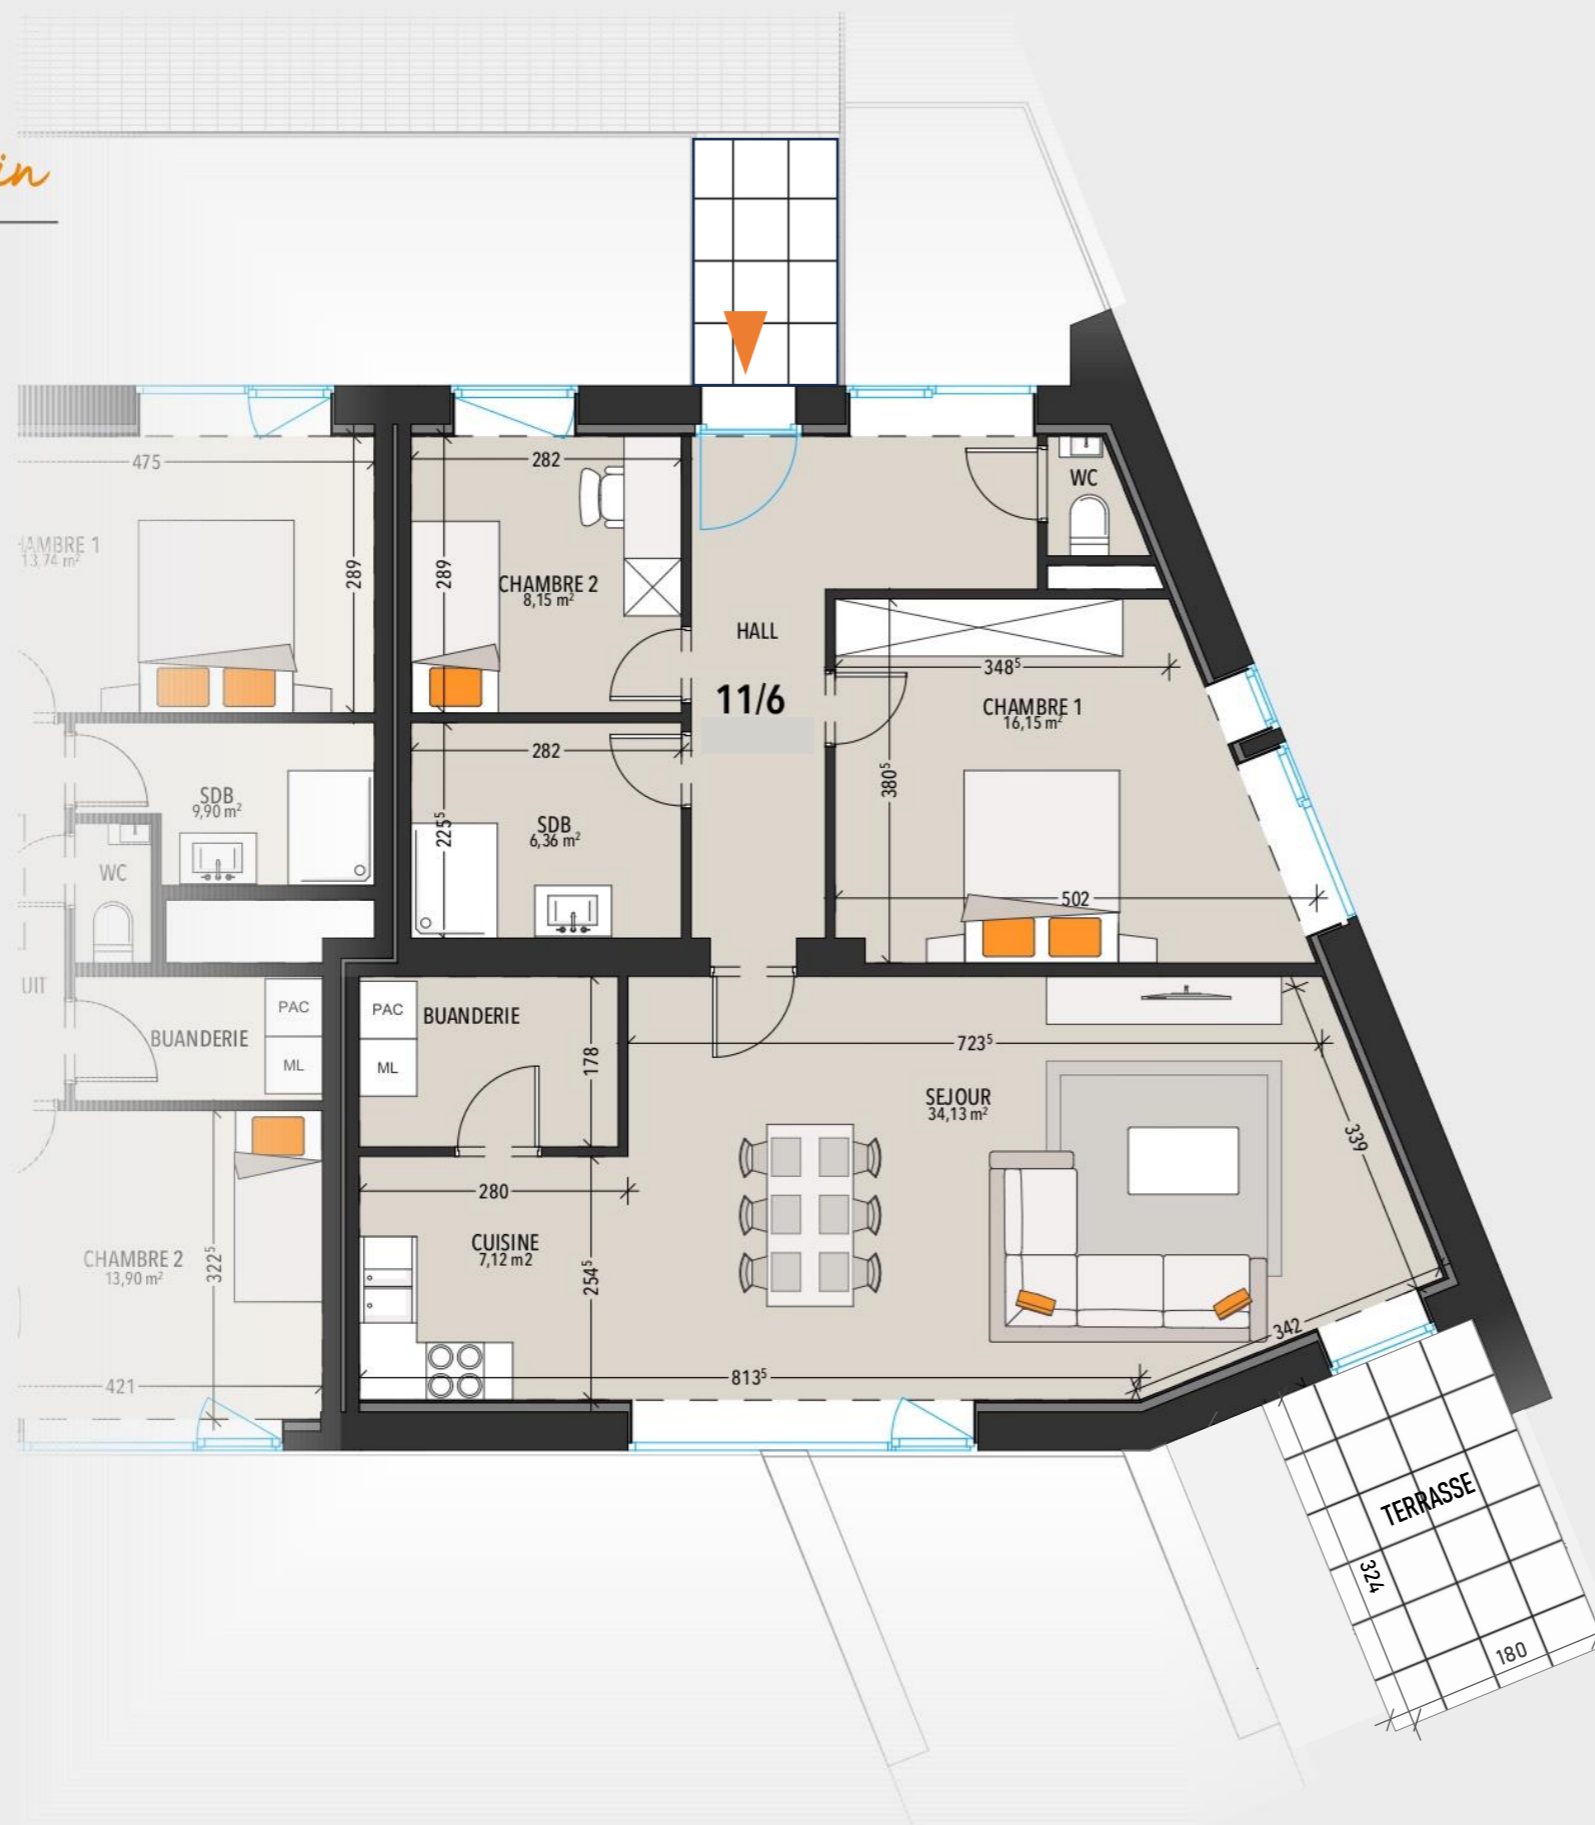 in
475
282
WC
HAMBRE 1
13,74 m²
289
289
CHAMBRE 2
8,15 m²
HALL
348⁵
11/6
CHAMBRE 1
16,15 m²
282
380⁵
SDB
9,90 m²
225⁵
SDB
6,36 m²
WC
502
UIT
PAC
PAC
BUANDERIE
BUANDERIE
ML
ML
178
723⁵
SEJOUR
34,13 m²
339
280
CUISINE
7,12 m2
CHAMBRE 2
13,90 m²
322⁵
254⁵
342
421
813⁵
TERRASSE
324
180